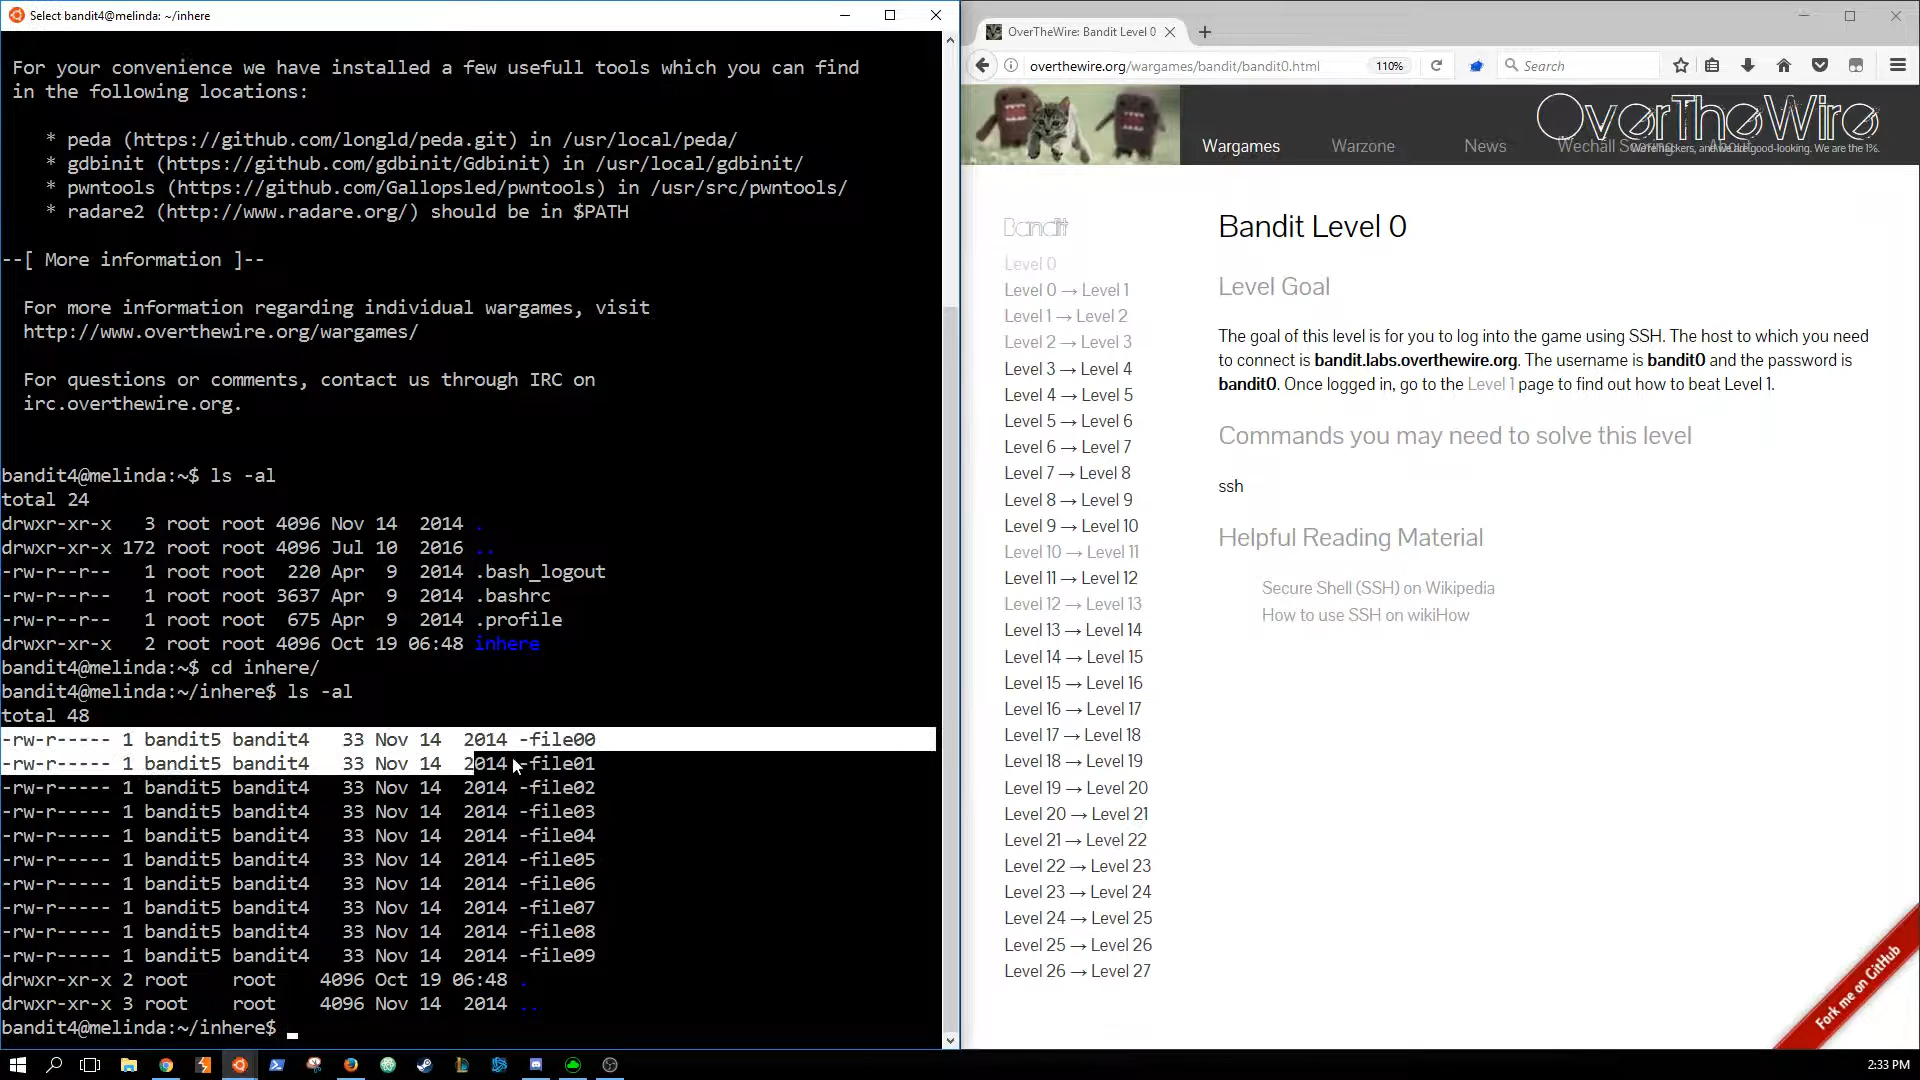 Select bandit4@melinda: ~/inhere
For your convenience we have installed a few usefull tools which you can find
in the following locations:
* peda (https://github.com/longld/peda.git) in /usr/local/peda/
* gdbinit (https://github.com/gdbinit/Gdbinit) in /usr/local/gdbinit/
* pwntools (https://github.com/Gallopsled/pwntools) in /usr/src/pwntools/
* radare2 (http://www.radare.org/) should be in $PATH
--[ More information ]--
For more information regarding individual wargames, visit
http://www.overthewire.org/wargames/
For questions or comments, contact us through IRC on
irc.overthewire.org.
bandit4@melinda:~$ ls -al
total 24
drwxr-xr-x   3 root root 4096 Nov 14  2014 .
drwxr-xr-x 172 root root 4096 Jul 10  2016 ..
-rw-r--r--   1 root root  220 Apr  9  2014 .bash_logout
-rw-r--r--   1 root root 3637 Apr  9  2014 .bashrc
-rw-r--r--   1 root root  675 Apr  9  2014 .profile
drwxr-xr-x   2 root root 4096 Oct 19 06:48 inhere
bandit4@melinda:~$ cd inhere/
bandit4@melinda:~/inhere$ ls -al
total 48
-rw-r----- 1 bandit5 bandit4   33 Nov 14  2014 -file00
-rw-r----- 1 bandit5 bandit4   33 Nov 14  2014 -file01
-rw-r----- 1 bandit5 bandit4   33 Nov 14  2014 -file02
-rw-r----- 1 bandit5 bandit4   33 Nov 14  2014 -file03
-rw-r----- 1 bandit5 bandit4   33 Nov 14  2014 -file04
-rw-r----- 1 bandit5 bandit4   33 Nov 14  2014 -file05
-rw-r----- 1 bandit5 bandit4   33 Nov 14  2014 -file06
-rw-r----- 1 bandit5 bandit4   33 Nov 14  2014 -file07
-rw-r----- 1 bandit5 bandit4   33 Nov 14  2014 -file08
-rw-r----- 1 bandit5 bandit4   33 Nov 14  2014 -file09
drwxr-xr-x 2 root    root    4096 Oct 19 06:48 .
drwxr-xr-x 3 root    root    4096 Nov 14  2014 ..
bandit4@melinda:~/inhere$
OverTheWire: Bandit Level 0
overthewire.org/wargames/bandit/bandit0.html 110% Search
OverTheWire
We're hackers, and we are good-looking. We are the 1%.
Wargames Warzone News Wechall Scoring About
Bandit
Level 0
Level 0 → Level 1
Level 1 → Level 2
Level 2 → Level 3
Level 3 → Level 4
Level 4 → Level 5
Level 5 → Level 6
Level 6 → Level 7
Level 7 → Level 8
Level 8 → Level 9
Level 9 → Level 10
Level 10 → Level 11
Level 11 → Level 12
Level 12 → Level 13
Level 13 → Level 14
Level 14 → Level 15
Level 15 → Level 16
Level 16 → Level 17
Level 17 → Level 18
Level 18 → Level 19
Level 19 → Level 20
Level 20 → Level 21
Level 21 → Level 22
Level 22 → Level 23
Level 23 → Level 24
Level 24 → Level 25
Level 25 → Level 26
Level 26 → Level 27
Bandit Level 0
Level Goal
The goal of this level is for you to log into the game using SSH. The host to which you need
to connect is bandit.labs.overthewire.org. The username is bandit0 and the password is
bandit0. Once logged in, go to the Level 1 page to find out how to beat Level 1.
Commands you may need to solve this level
ssh
Helpful Reading Material
Secure Shell (SSH) on Wikipedia
How to use SSH on wikiHow
Fork me on GitHub
2:33 PM